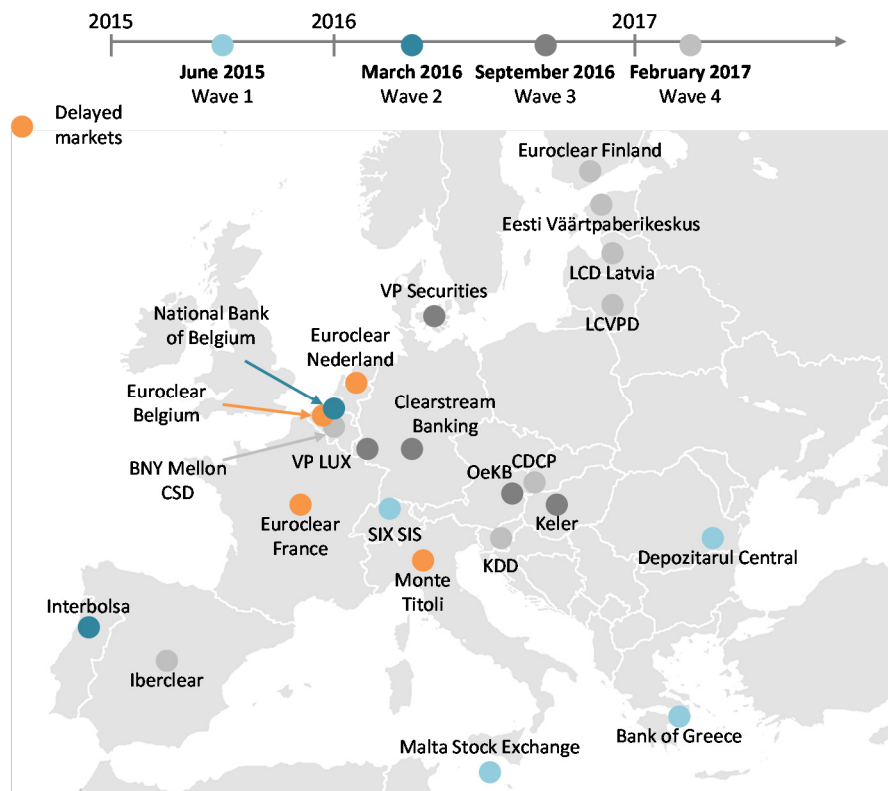 2015
2016
2017
June 2015
Wave 1
March 2016
Wave 2
September 2016
Wave 3
February 2017
Wave 4
Delayed
markets
Euroclear Finland
Eesti Väärtpaberikeskus
LCD Latvia
LCVPD
VP Securities
National Bank
of Belgium
Euroclear
Nederland
Euroclear
Belgium
Clearstream
Banking
BNY Mellon
CSD
VP LUX
OeKB
CDCP
Keler
Euroclear
France
SIX SIS
KDD
Depozitarul Central
Monte
Titoli
Interbolsa
Iberclear
Bank of Greece
Malta Stock Exchange